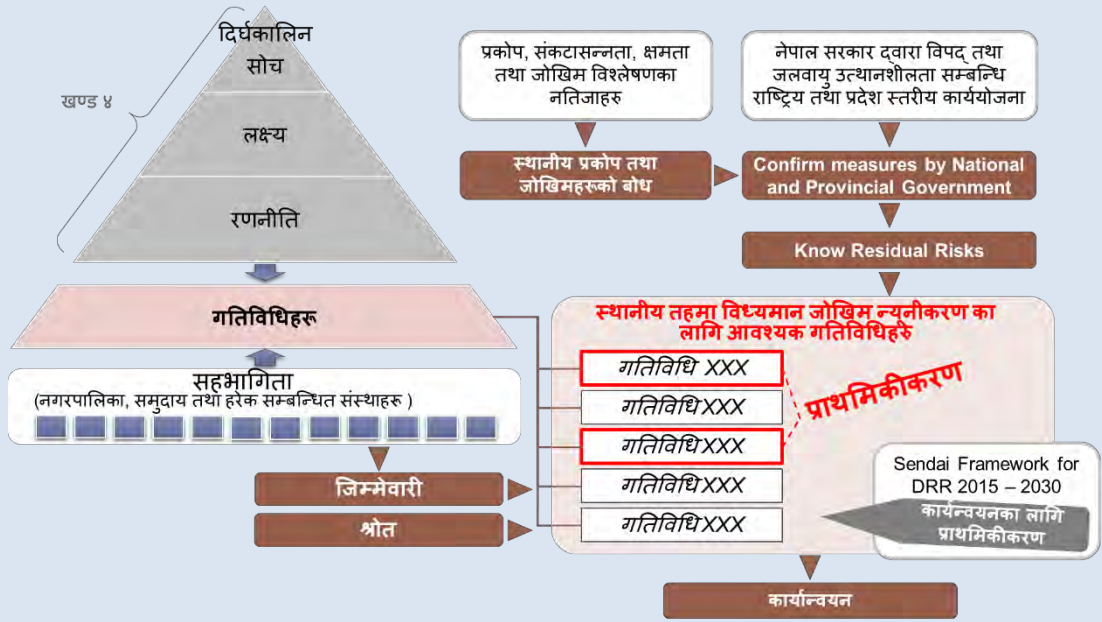 दिर्घकालिन
सोच
खण्ड ४
लक्ष्य
रणनीति
गतिविधिहरू
सहभागिता
(नगरपालिका, समुदाय तथा हरेक सम्बन्धित संस्थाहरू )
जिम्मेवारी
श्रोत
प्रकोप, संकटासन्नता, क्षमता
तथा जोखिम विश्लेषणका
नतिजाहरु
नेपाल सरकार द्वारा विपद् तथा
जलवायु उत्थानशीलता सम्बन्धि
राष्ट्रिय तथा प्रदेश स्तरीय कार्ययोजना
स्थानीय प्रकोप तथा
जोखिमहरूको बोध
Confirm measures by National
and Provincial Government
Know Residual Risks
स्थानीय तहमा विध्यमान जोखिम न्यूनीकरण का
लागि आवश्यक गतिविधिहरु
गतिविधि XXX
गतिविधि XXX
गतिविधि XXX
गतिविधि XXX
गतिविधि XXX
प्राथमिकीकरण
Sendai Framework for
DRR 2015 – 2030
कार्यन्वयनका लागि
प्राथमिकीकरण
कार्यान्वयन